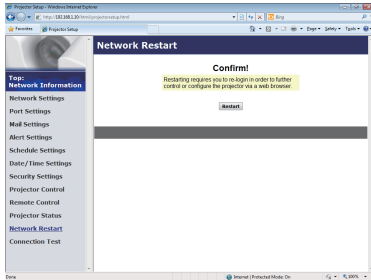 Projector Setup - Windows Internet Explorer
http://192.168.1.10/html/projectorsetup.html
Bing
Favorites
Projector Setup
Page
Safety
Tools
Network Restart
Top:
Network Information
Network Settings
Port Settings
Mail Settings
Alert Settings
Schedule Settings
Date/Time Settings
Security Settings
Projector Control
Remote Control
Projector Status
Network Restart
Connection Test
Confirm!
Restarting requires you to re-login in order to further
control or configure the projector via a web browser.
Restart
Done
Internet | Protected Mode: On
100%